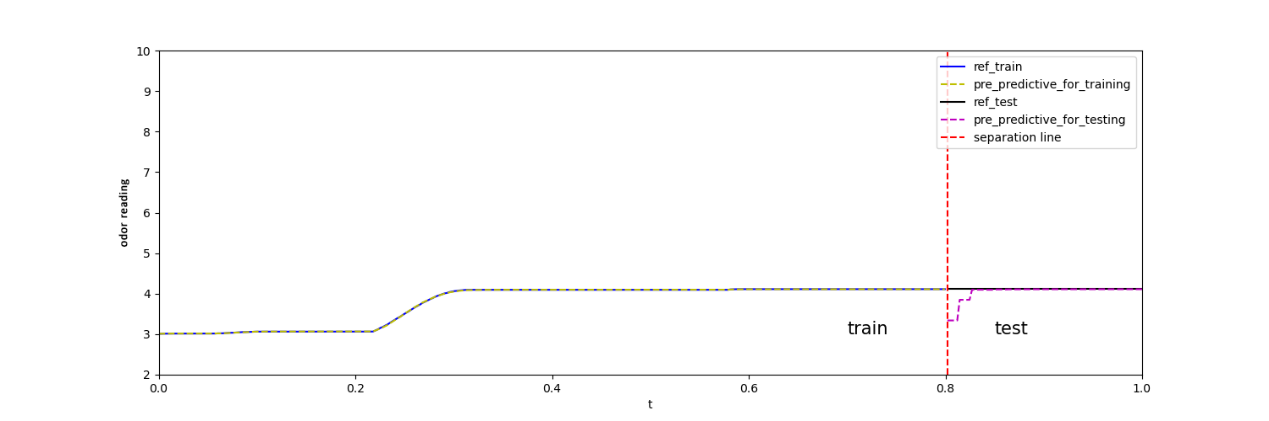 10
9
8
7
6
5
4
3
2
odor reading
0.0 0.2 0.4 0.6 0.8 1.0
t
ref_train
pre_predictive_for_training
ref_test
pre_predictive_for_testing
separation line
train test